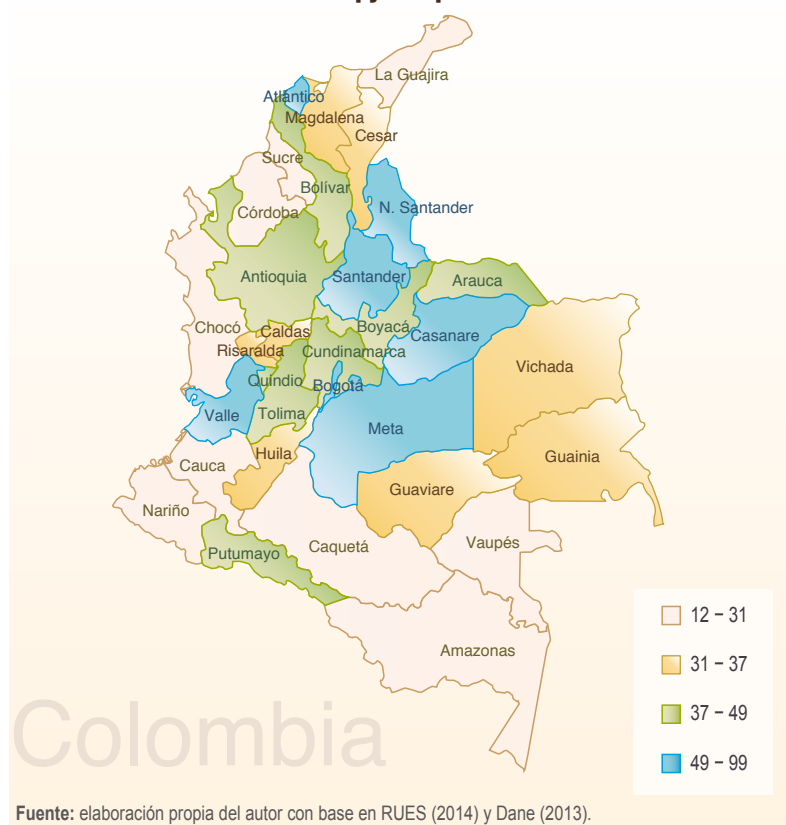 La Guajira
Atlántico
Magdalena
Cesar
Sucre
Bolívar
N. Santander
Córdoba
Antioquia
Santander
Arauca
Chocó
Caldas
Boyacá
Casanare
Risaralda
Cundinamarca
Vichada
Quindio
Bogotá
Valle
Tolima
Meta
Huila
Guainia
Cauca
Guaviare
Nariño
Putumayo
Caquetá
Vaupés
Amazonas
12 – 31
31 – 37
37 – 49
49 – 99
Colombia
Fuente: elaboración propia del autor con base en RUES (2014) y Dane (2013).